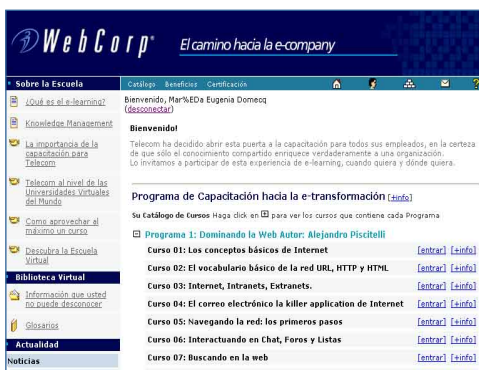 WebCorp
El camino hacia la e-company
Sobre la Escuela
Catálogo Beneficios Certificación
¿Qué es el e-learning?
Knowledge Management
La importancia de la
capacitación para
Telecom
Telecom al nivel de las
Universidades Virtuales
del Mundo
Como aprovechar al
máximo un curso
Descubra la Escuela
Virtual
Biblioteca Virtual
Información que usted
no puede desconocer
Glosarios
Actualidad
Noticias
Bienvenido, Mar%EDa Eugenia Domecq
(desconectar)
Bienvenido!
Telecom ha decidido abrir esta puerta a la capacitación para todos sus empleados, en la certeza
de que sólo el conocimiento compartido enriquece verdaderamente a una organización.
Lo invitamos a participar de esta experiencia de e-learning, cuando quiera y dónde quiera.
Programa de Capacitación hacia la e-transformación [+info]
Su Catálogo de Cursos Haga click en + para ver los cursos que contiene cada Programa
Programa 1: Dominando la Web Autor: Alejandro Piscitelli
Curso 01: Los conceptos básicos de Internet [entrar] [+info]
Curso 02: El vocabulario básico de la red URL, HTTP y HTML [entrar] [+info]
Curso 03: Internet, Intranets, Extranets. [entrar] [+info]
Curso 04: El correo electrónico la killer application de Internet [entrar] [+info]
Curso 05: Navegando la red: los primeros pasos [entrar] [+info]
Curso 06: Interactuando en Chat, Foros y Listas [entrar] [+info]
Curso 07: Buscando en la web [entrar] [+info]